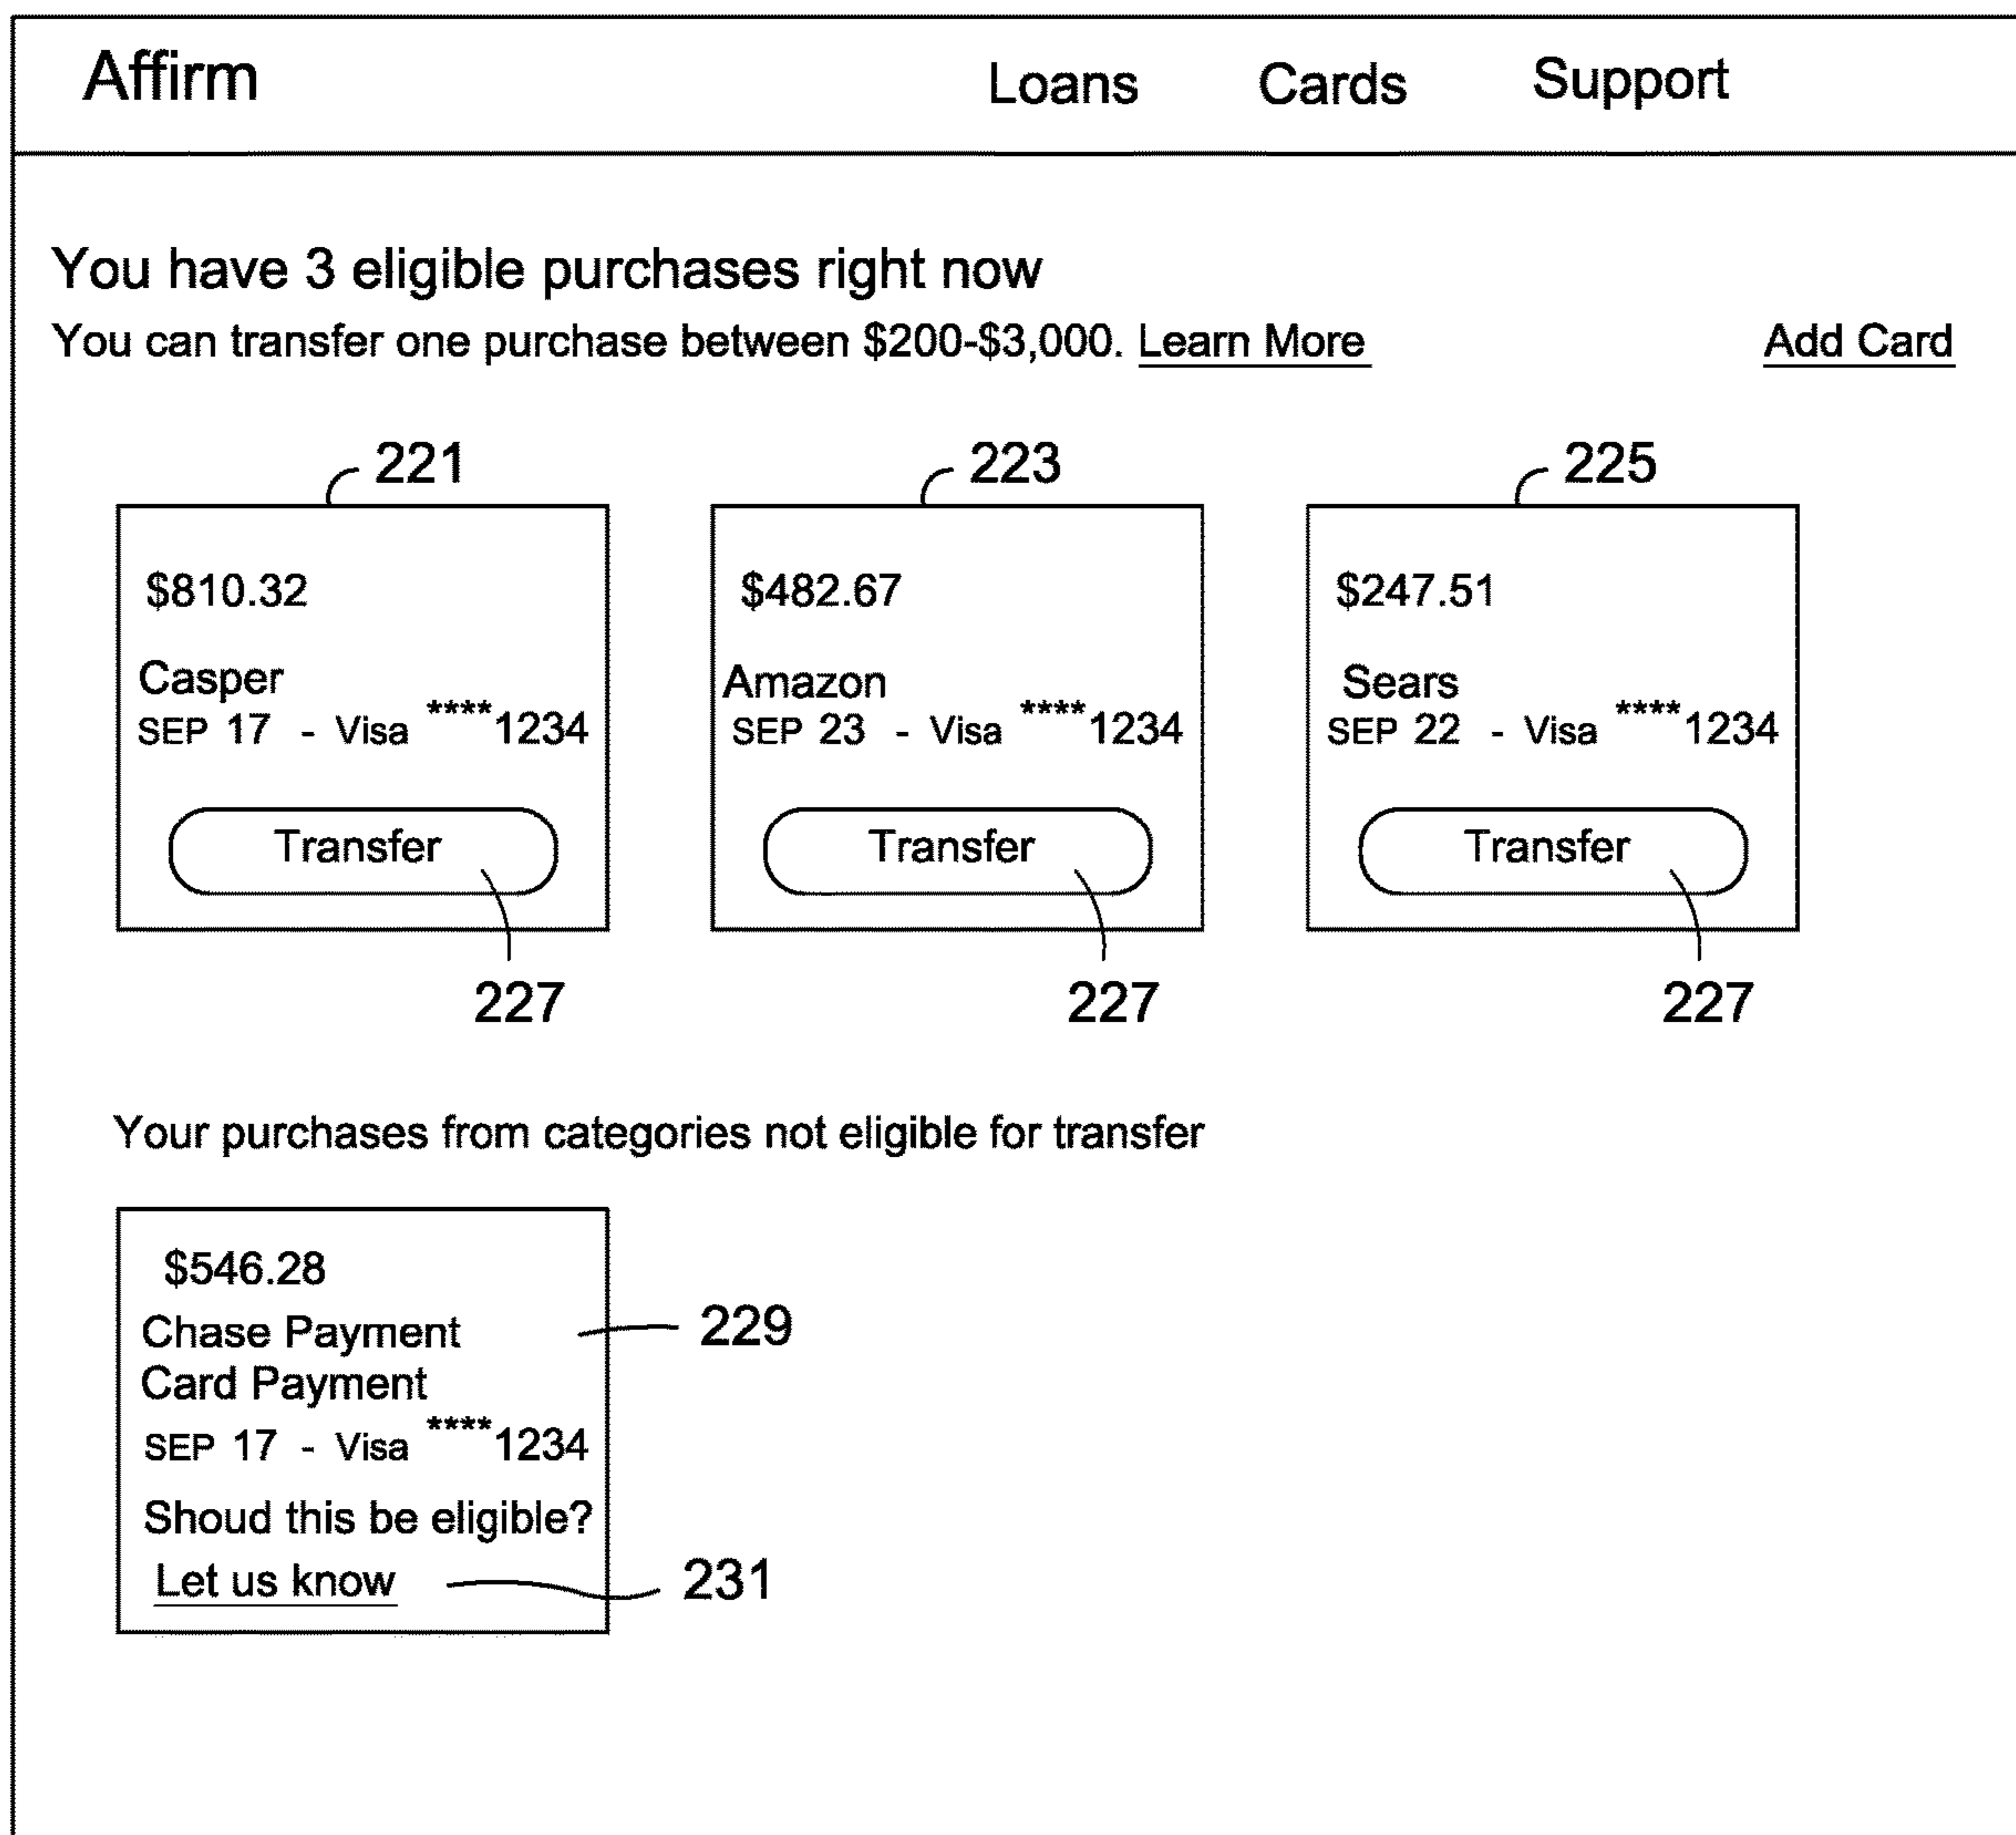 Affirm Loans Cards Support
You have 3 eligible purchases right now
You can transfer one purchase between $200-$3,000. Learn More Add Card
221 223 225
$810.32 $482.67 $247.51
Casper Amazon Sears
SEP 17 - Visa ****1234 SEP 23 - Visa ****1234 SEP 22 - Visa ****1234
Transfer Transfer Transfer
227 227 227
Your purchases from categories not eligible for transfer
$546.28
Chase Payment 229
Card Payment
SEP 17 - Visa ****1234
Shoud this be eligible?
Let us know 231